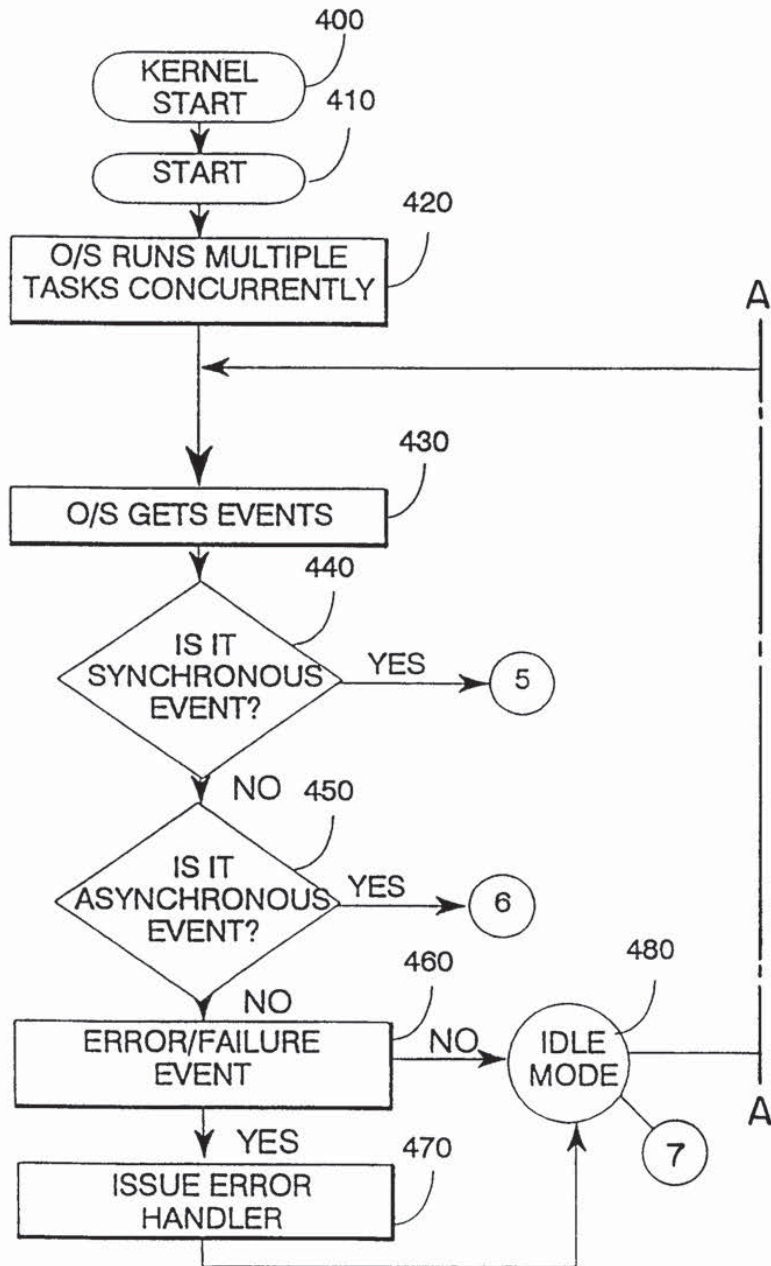 400
KERNEL
START
410
START
420
O/S RUNS MULTIPLE
TASKS CONCURRENTLY
A
430
O/S GETS EVENTS
440
IS IT
SYNCHRONOUS
EVENT?
YES
5
NO
450
IS IT
ASYNCHRONOUS
EVENT?
YES
6
NO
460
480
ERROR/FAILURE
EVENT
NO
IDLE
MODE
A
YES
7
470
ISSUE ERROR
HANDLER